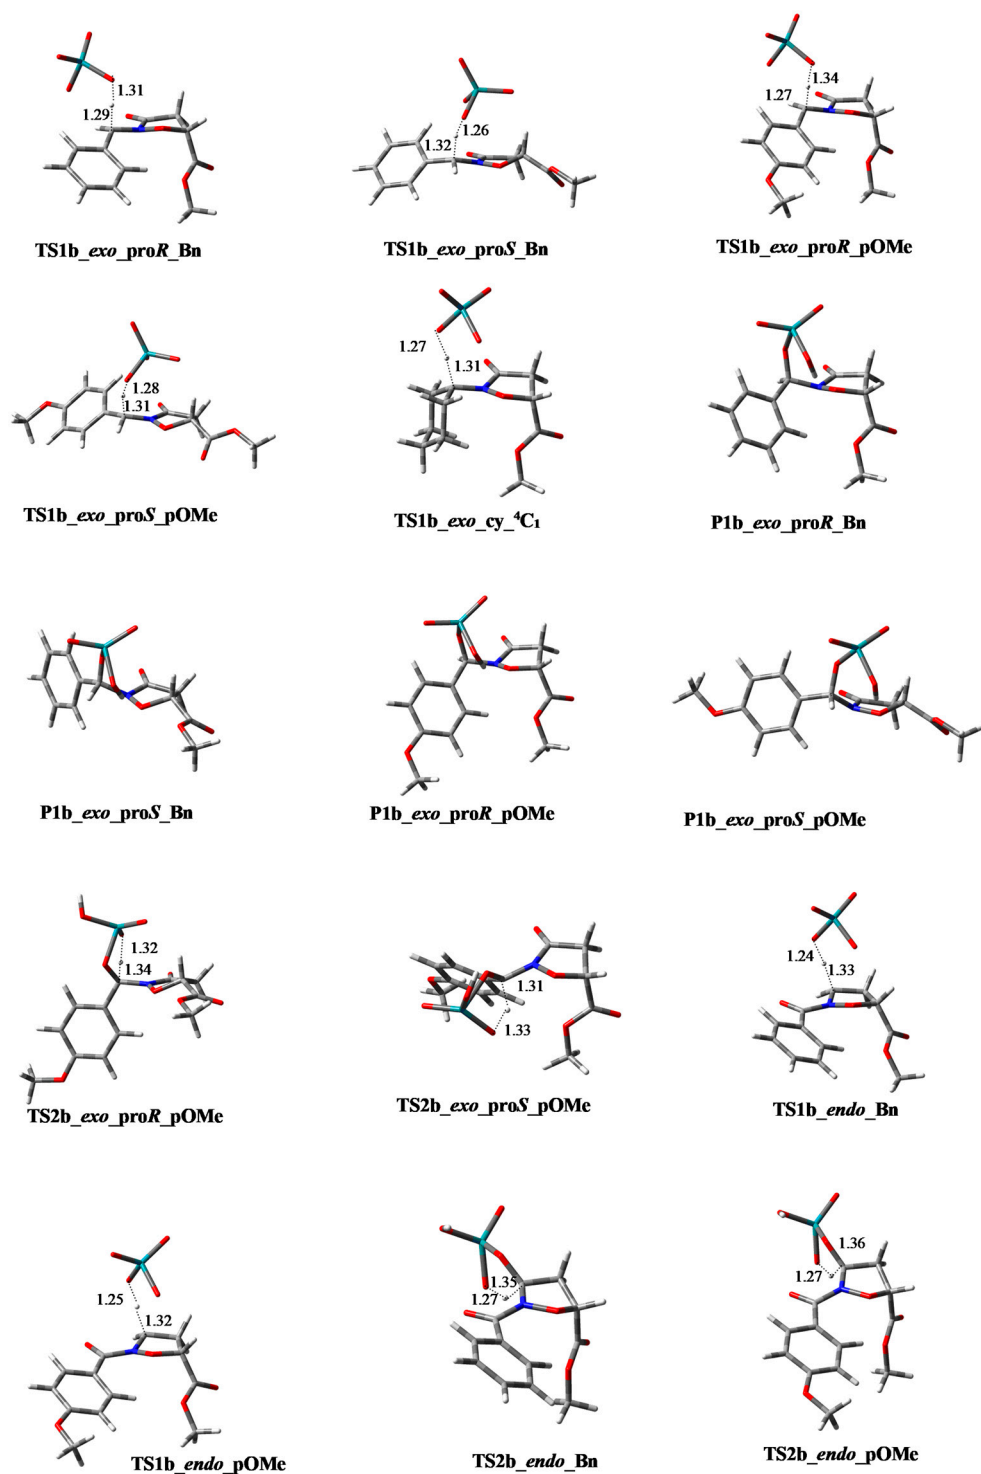 1.31
1.29
TS1b_exo_proR_Bn
1.26
1.32
TS1b_exo_proS_Bn
1.34
1.27
TS1b_exo_proR_pOMe
1.28
1.31
TS1b_exo_proS_pOMe
1.27
1.31
TS1b_exo_cy_⁴C₁
P1b_exo_proR_Bn
P1b_exo_proS_Bn
P1b_exo_proR_pOMe
P1b_exo_proS_pOMe
1.32
1.34
TS2b_exo_proR_pOMe
1.31
1.33
TS2b_exo_proS_pOMe
1.24
1.33
TS1b_endo_Bn
1.25
1.32
TS1b_endo_pOMe
1.35
1.27
TS2b_endo_Bn
1.36
1.27
TS2b_endo_pOMe